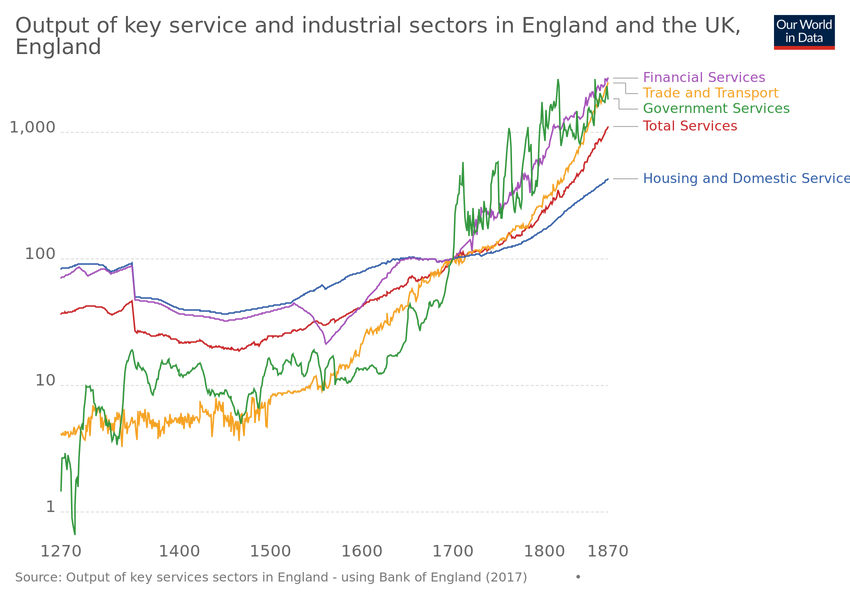 Output of key service and industrial sectors in England and the UK,
England
Our World
in Data
Financial Services
Trade and Transport
Government Services
Total Services
Housing and Domestic Service
1,000
100
10
1
1270
1400
1500
1600
1700
1800
1870
Source: Output of key services sectors in England - using Bank of England (2017)
•